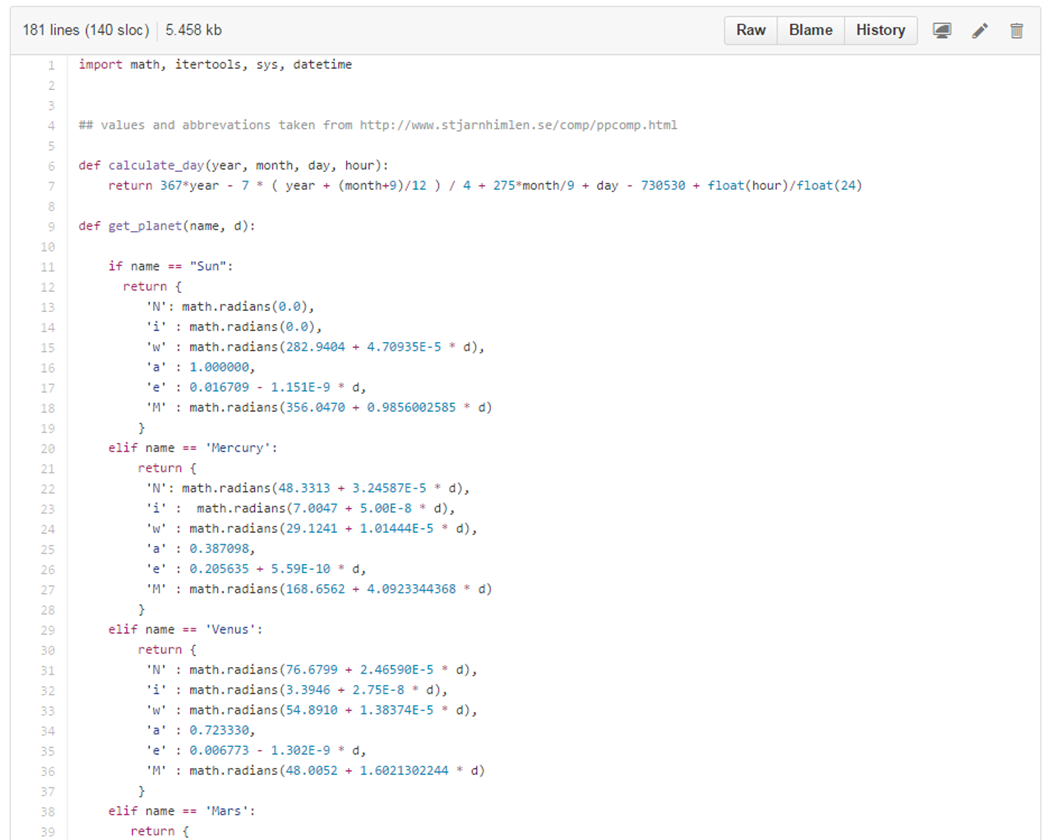 181 lines (140 sloc) 5.458 kb Raw Blame History
1 import math, itertools, sys, datetime
2
3
4 ## values and abbrevations taken from http://www.stjarnhimlen.se/comp/ppcomp.html
5
6 def calculate_day(year, month, day, hour):
7     return 367*year - 7 * ( year + (month+9)/12 ) / 4 + 275*month/9 + day - 730530 + float(hour)/float(24)
8
9 def get_planet(name, d):
10
11     if name == "Sun":
12       return {
13          'N': math.radians(0.0),
14          'i' : math.radians(0.0),
15          'w' : math.radians(282.9404 + 4.70935E-5 * d),
16          'a' : 1.000000,
17          'e' : 0.016709 - 1.151E-9 * d,
18          'M' : math.radians(356.0470 + 0.9856002585 * d)
19         }
20     elif name == 'Mercury':
21         return {
22          'N': math.radians(48.3313 + 3.24587E-5 * d),
23          'i' :  math.radians(7.0047 + 5.00E-8 * d),
24          'w' : math.radians(29.1241 + 1.01444E-5 * d),
25          'a' : 0.387098,
26          'e' : 0.205635 + 5.59E-10 * d,
27          'M' : math.radians(168.6562 + 4.0923344368 * d)
28         }
29     elif name == 'Venus':
30         return {
31          'N' : math.radians(76.6799 + 2.46590E-5 * d),
32          'i' : math.radians(3.3946 + 2.75E-8 * d),
33          'w' : math.radians(54.8910 + 1.38374E-5 * d),
34          'a' : 0.723330,
35          'e' : 0.006773 - 1.302E-9 * d,
36          'M' : math.radians(48.0052 + 1.6021302244 * d)
37         }
38     elif name == 'Mars':
39        return {